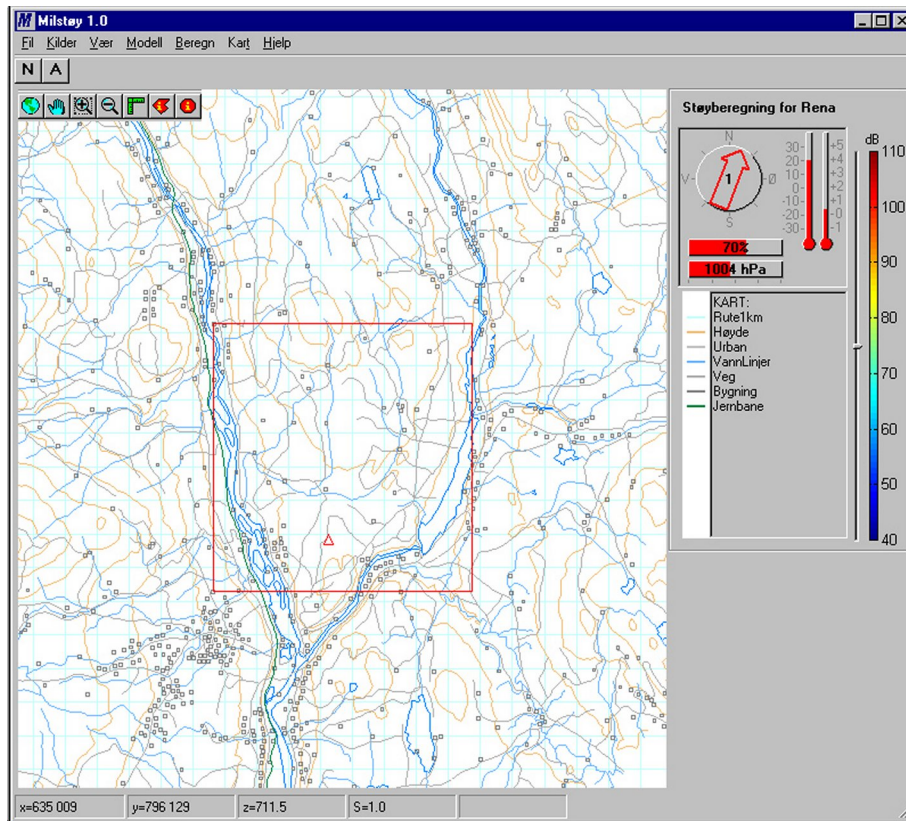 Milstøy 1.0
Fil Kilder Vær Modell Beregn Kart Hjelp
N A
Støyberegning for Rena
N
V Ø
S
1
30
20
10
0
-10
-20
-30
+5
+4
+3
+2
+1
-0
-1
70%
1004 hPa
dB
110
100
90
80
70
60
50
40
KART:
Rute1km
Høyde
Urban
VannLinjer
Veg
Bygning
Jernbane
x=635 009 y=796 129 z=711.5 S=1.0